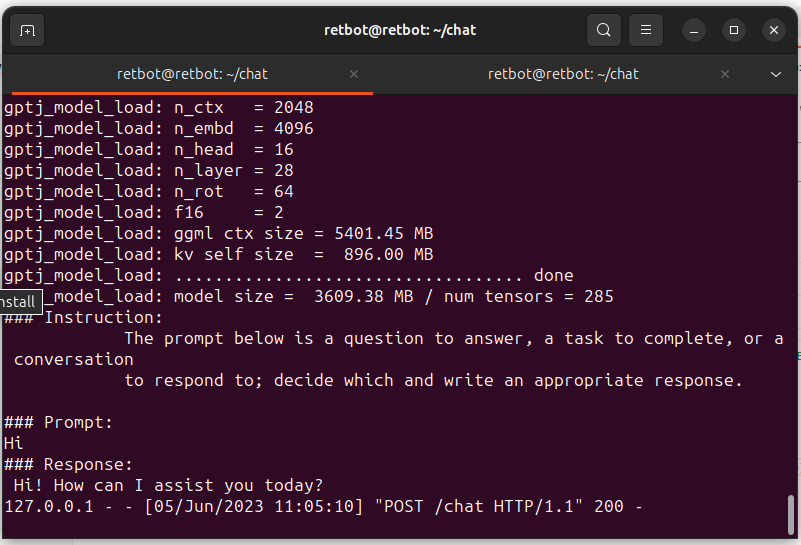 retbot@retbot: ~/chat
retbot@retbot: ~/chat
retbot@retbot: ~/chat
gptj_model_load: n_ctx   = 2048
gptj_model_load: n_embd  = 4096
gptj_model_load: n_head  = 16
gptj_model_load: n_layer = 28
gptj_model_load: n_rot   = 64
gptj_model_load: f16     = 2
gptj_model_load: ggml ctx size = 5401.45 MB
gptj_model_load: kv self size  =  896.00 MB
gptj_model_load: ................................... done
_model_load: model size =  3609.38 MB / num tensors = 285
nstall
### Instruction:
The prompt below is a question to answer, a task to complete, or a
conversation
to respond to; decide which and write an appropriate response.
### Prompt:
Hi
### Response:
Hi! How can I assist you today?
127.0.0.1 - - [05/Jun/2023 11:05:10] "POST /chat HTTP/1.1" 200 -